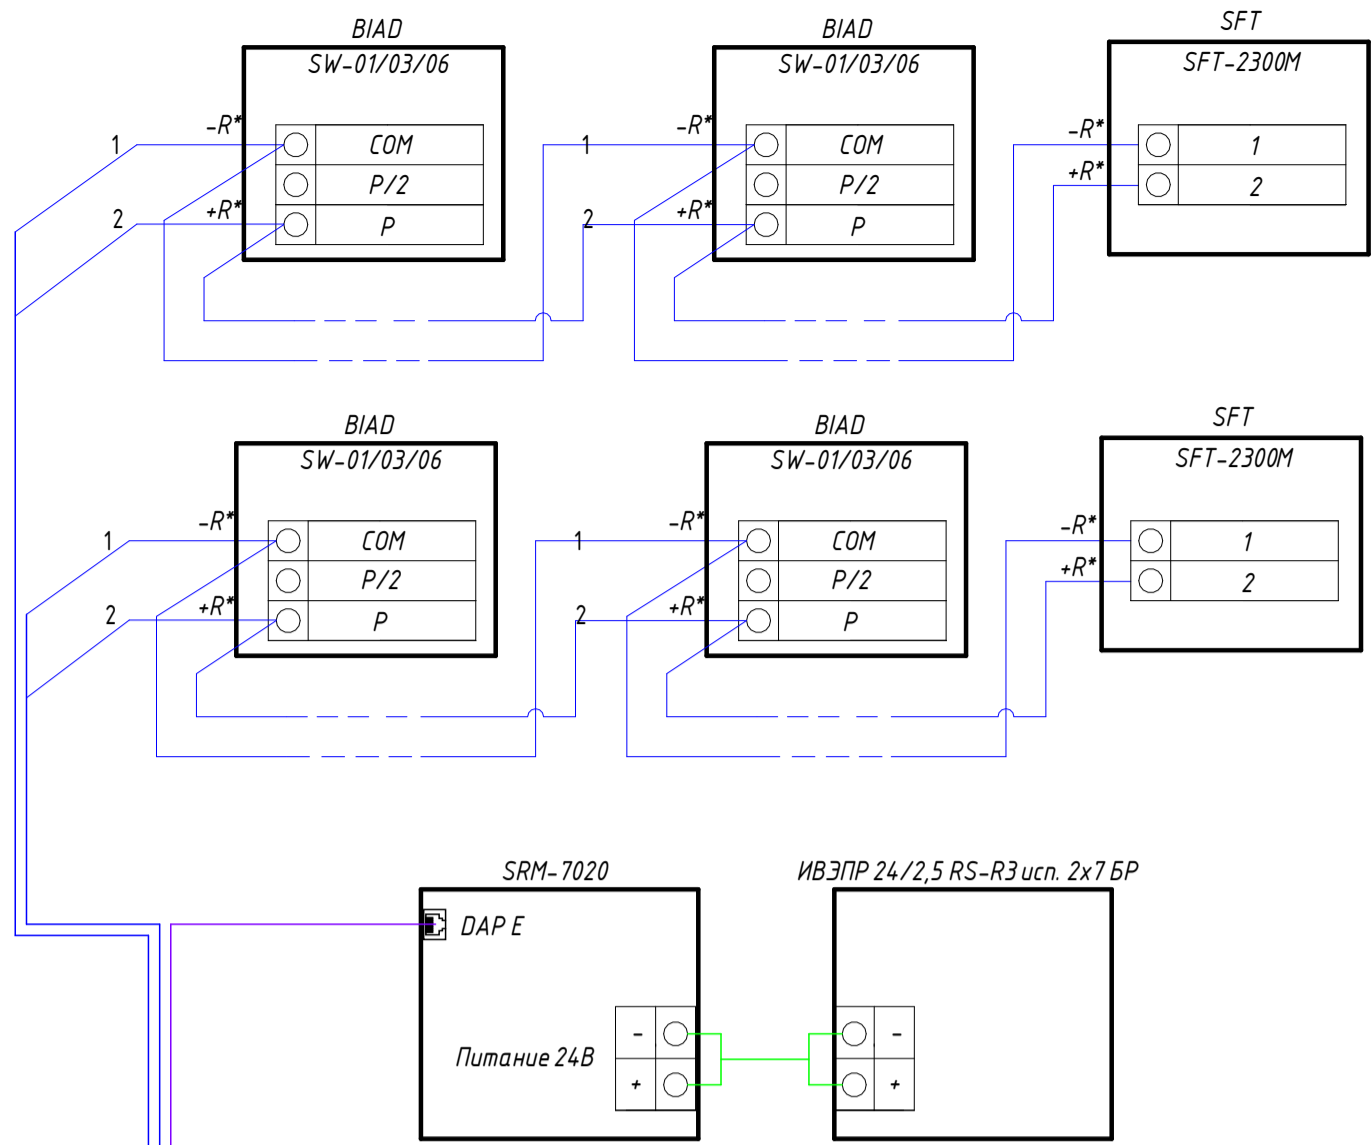 BIAD
BIAD
SFT
SW-01/03/06
SW-01/03/06
SFT-2300М
1
-R*
COM
1
-R*
COM
-R*
1
P/2
P/2
+R*
2
2
+R*
P
2
+R*
P
BIAD
BIAD
SFT
SW-01/03/06
SW-01/03/06
SFT-2300М
1
-R*
COM
1
-R*
COM
-R*
1
P/2
P/2
+R*
2
2
+R*
P
2
+R*
P
SRM-7020
ИВЭПР 24/2,5 RS-R3 исп. 2x7 БР
DAP E
-
-
Питание 24В
+
+